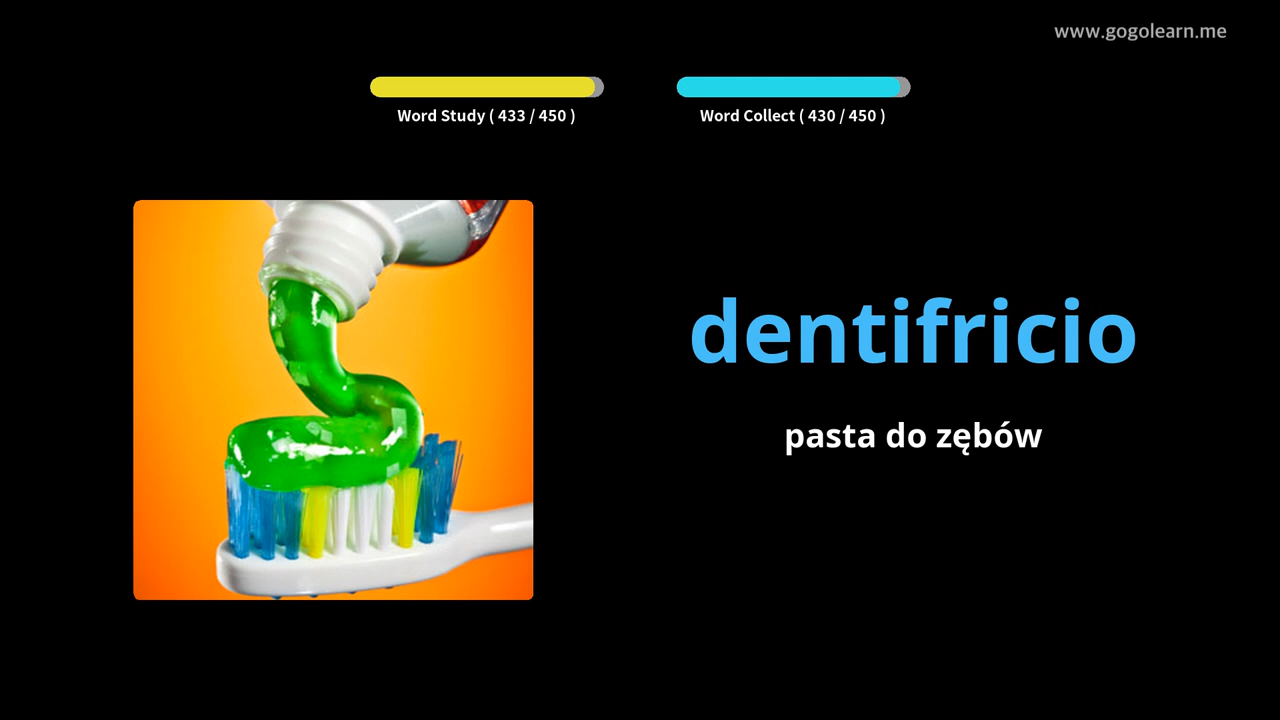 www.gogolearn.me
Word Study ( 433 / 450 )
Word Collect ( 430 / 450 )
dentifricio
pasta do zębów